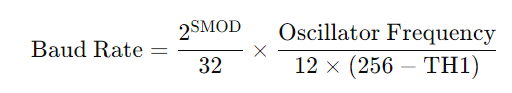 Baud Rate = 2^SMOD / 32 × Oscillator Frequency / 12 × (256 − TH1)